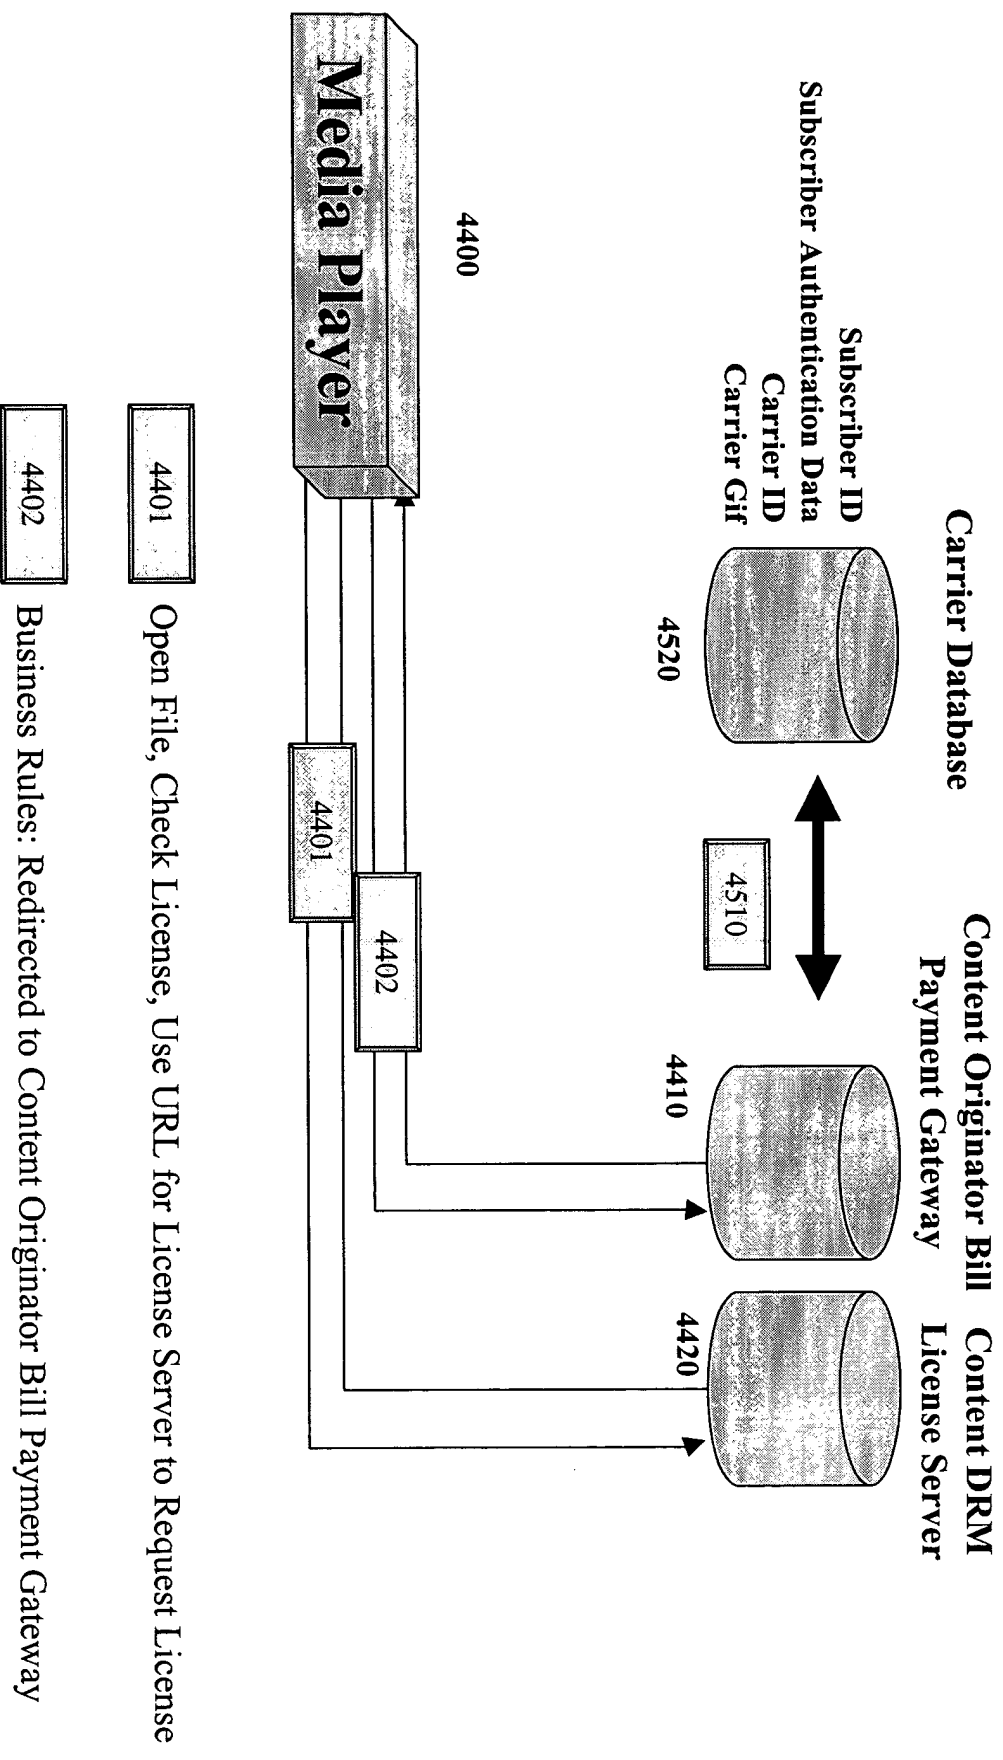 Carrier Database
Content Originator Bill
Payment Gateway
Content DRM
License Server
Subscriber ID
Subscriber Authentication Data
Carrier ID
Carrier Gif
4520
4510
4410
4420
4400
Media Player
4402
4401
4401
Open File, Check License, Use URL for License Server to Request License
4402
Business Rules: Redirected to Content Originator Bill Payment Gateway